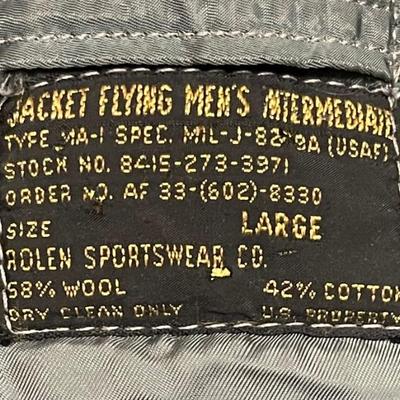 JACKET FLYING MEN'S INTERMEDIATE
TYPE MA-1 SPEC. MIL-J-8279A (USAF)
STOCK NO. 8415-273-3971
ORDER NO. AF 33-(602)-8330
SIZE LARGE
ROLEN SPORTSWEAR CO.
58% WOOL 42% COTTON
DRY CLEAN ONLY U.S. PROPERTY